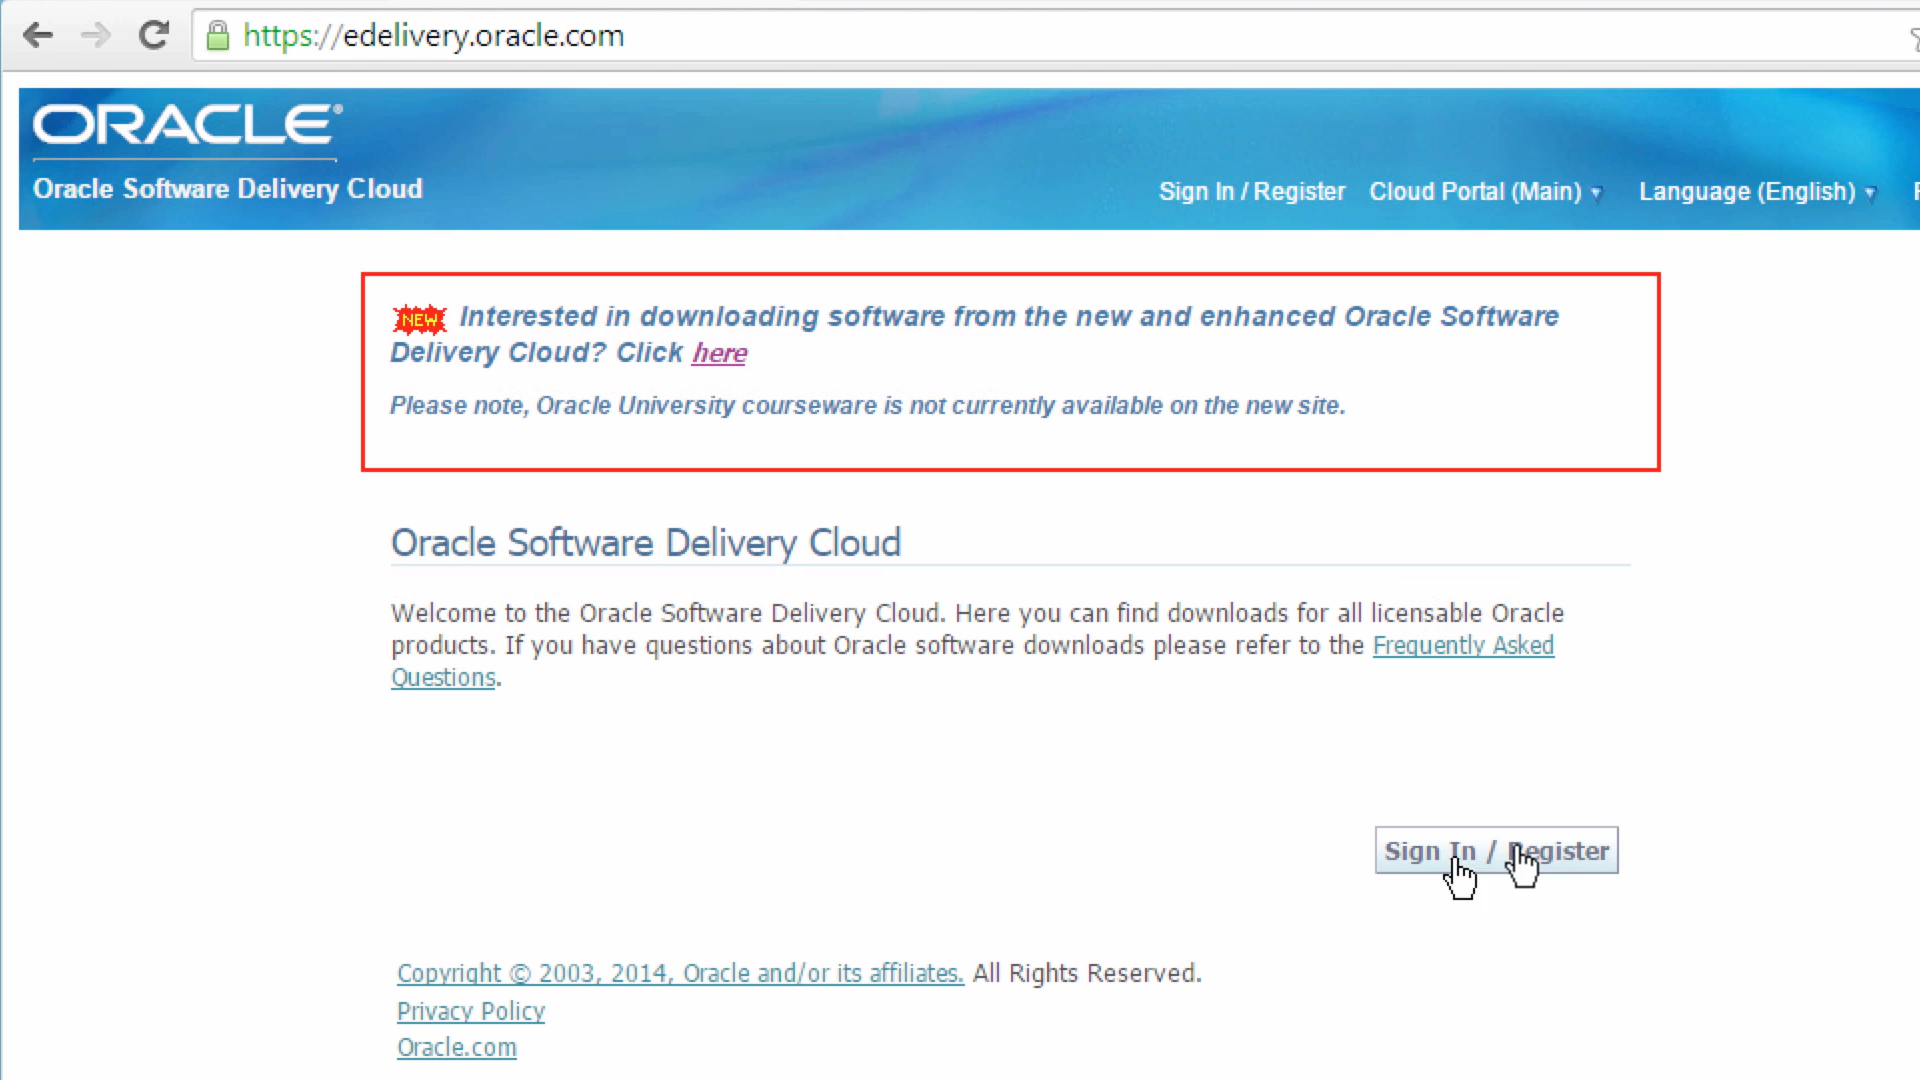 https://edelivery.oracle.com
ORACLE®
Oracle Software Delivery Cloud
Sign In / Register Cloud Portal (Main) Language (English)
NEW Interested in downloading software from the new and enhanced Oracle Software
Delivery Cloud? Click here
Please note, Oracle University courseware is not currently available on the new site.
Oracle Software Delivery Cloud
Welcome to the Oracle Software Delivery Cloud. Here you can find downloads for all licensable Oracle
products. If you have questions about Oracle software downloads please refer to the Frequently Asked
Questions.
Sign In / Register
Copyright © 2003, 2014, Oracle and/or its affiliates. All Rights Reserved.
Privacy Policy
Oracle.com